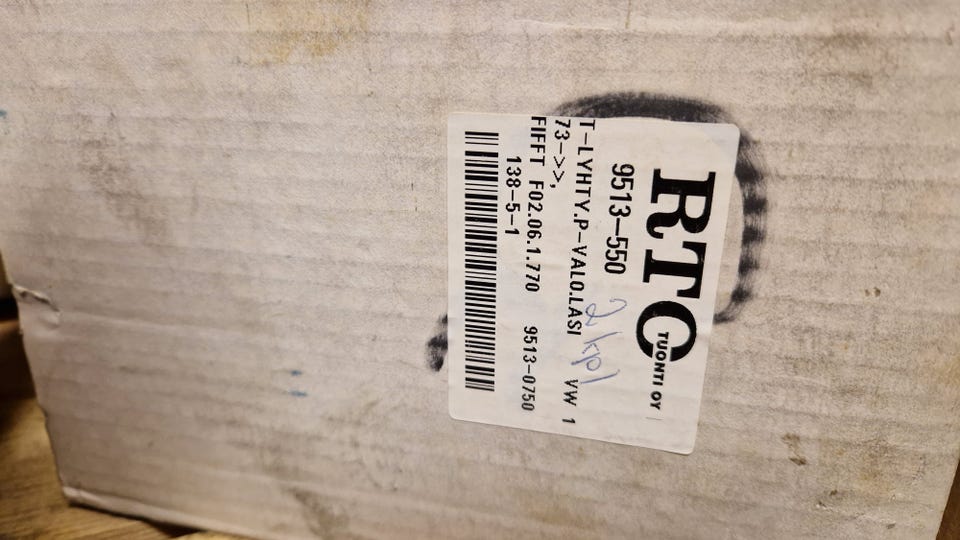 RTC TUONTI OY
9513-550
2 kpl
T-LYHTY.P-VALO.LASI VW 1
73->>,
FIFFT F02.06.1.770 9513-0750
138-5-1